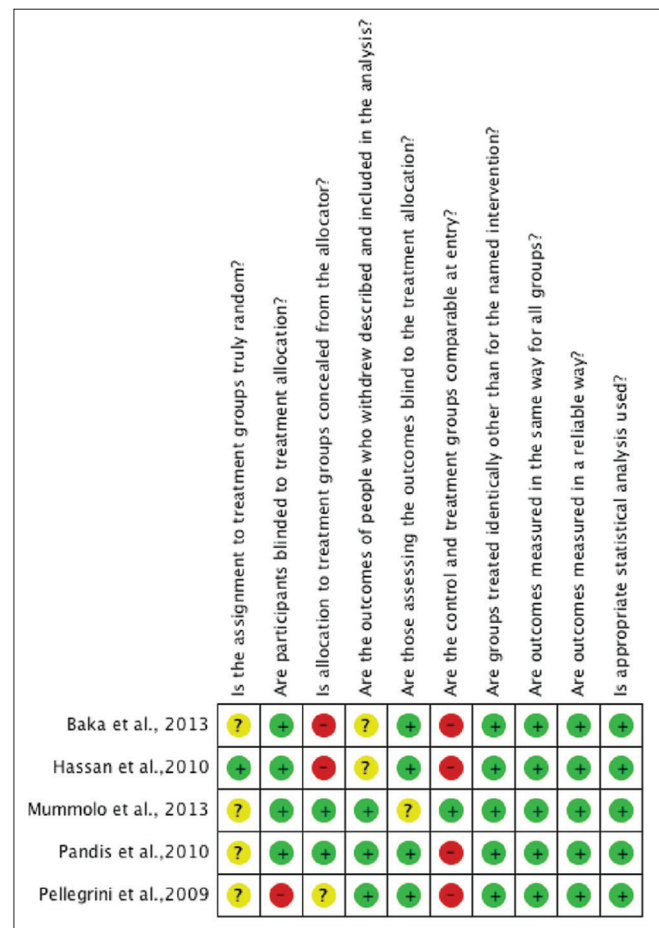 Is the assignment to treatment groups truly random?
Are participants blinded to treatment allocation?
Is allocation to treatment groups concealed from the allocator?
Are the outcomes of people who withdrew described and included in the analysis?
Are those assessing the outcomes blind to the treatment allocation?
Are the control and treatment groups comparable at entry?
Are groups treated identically other than for the named intervention?
Are outcomes measured in the same way for all groups?
Are outcomes measured in a reliable way?
Is appropriate statistical analysis used?
Baka et al., 2013 ? + - ? + - + + + +
Hassan et al.,2010 + + - ? + - + + + +
Mummolo et al., 2013 ? + + + ? + + + + +
Pandis et al.,2010 ? + + + + - + + + +
Pellegrini et al.,2009 ? - ? + + - + + + +